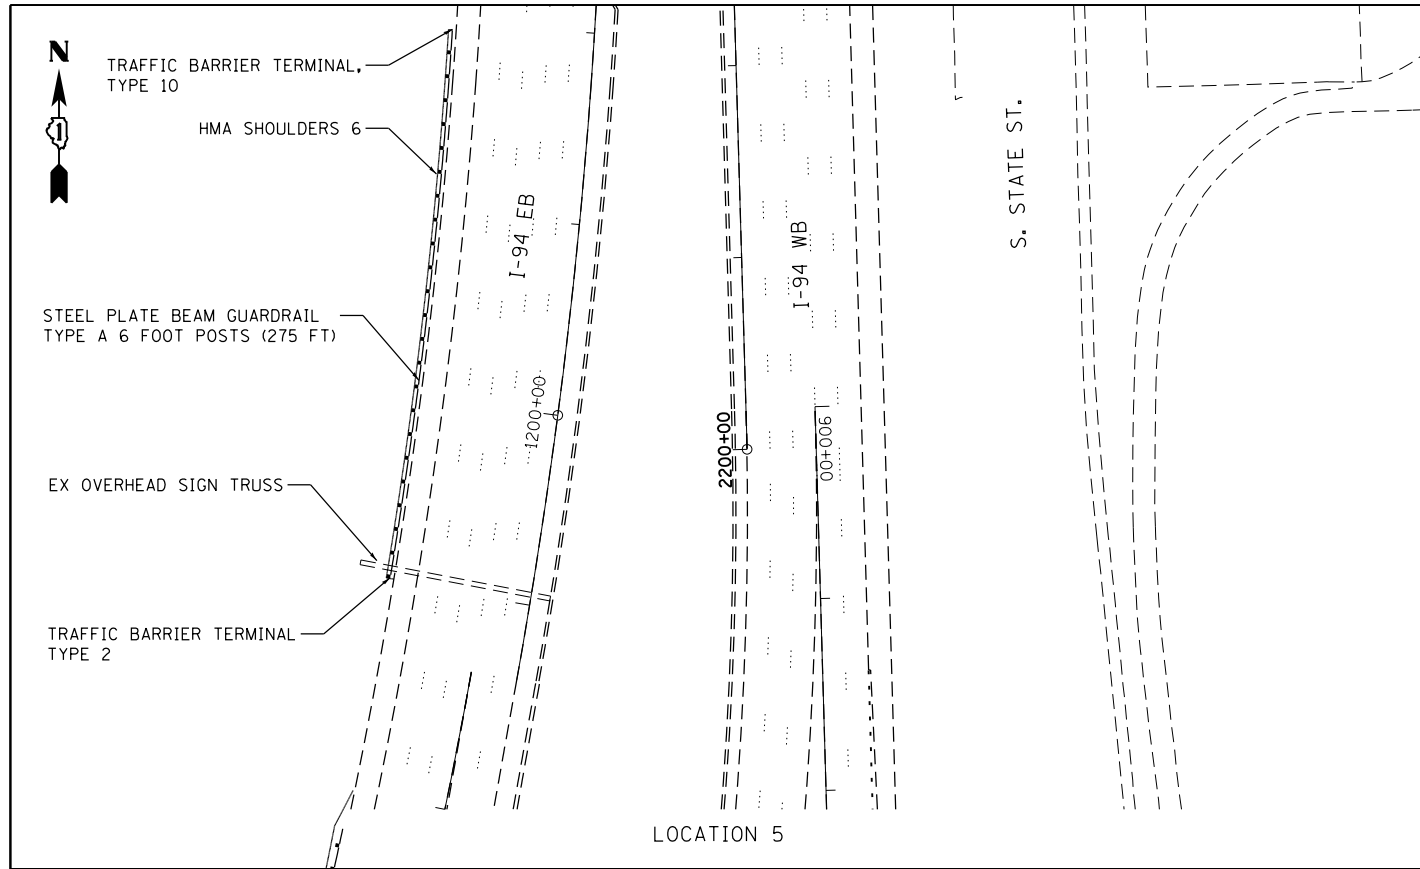 N
1
TRAFFIC BARRIER TERMINAL,
TYPE 10
HMA SHOULDERS 6
STEEL PLATE BEAM GUARDRAIL
TYPE A 6 FOOT POSTS (275 FT)
EX OVERHEAD SIGN TRUSS
TRAFFIC BARRIER TERMINAL
TYPE 2
I-94 EB
1200+00
2200+00
I-94 WB
900+00
S. STATE ST.
LOCATION 5